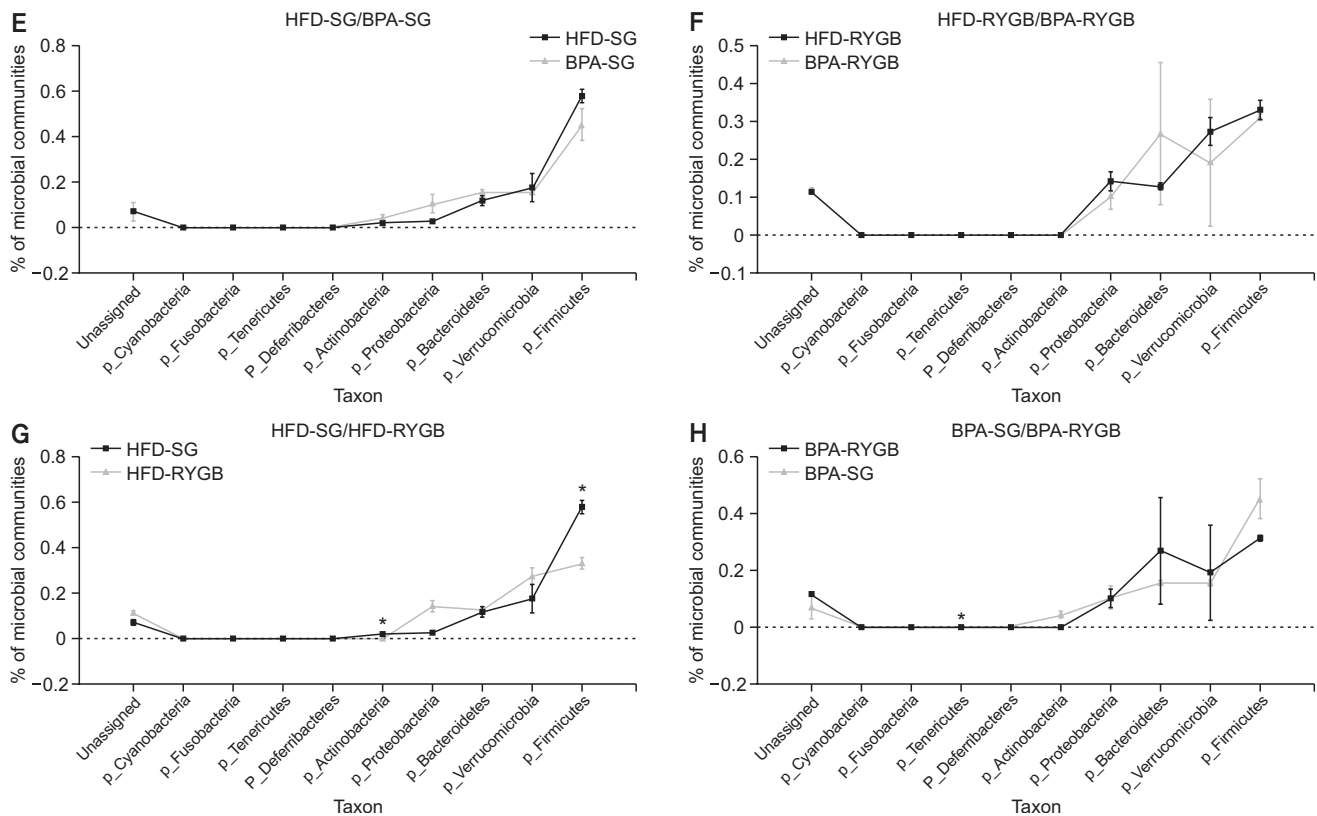 E
HFD-SG/BPA-SG
HFD-SG
BPA-SG
% of microbial communities
0.8
0.6
0.4
0.2
0
−0.2
Unassigned
p_Cyanobacteria
p_Fusobacteria
p_Tenericutes
P_Deferribacteres
p_Actinobacteria
p_Proteobacteria
p_Bacteroidetes
p_Verrucomicrobia
p_Firmicutes
Taxon
F
HFD-RYGB/BPA-RYGB
HFD-RYGB
BPA-RYGB
% of microbial communities
0.5
0.4
0.3
0.2
0.1
0
−0.1
Unassigned
p_Cyanobacteria
p_Fusobacteria
p_Tenericutes
P_Deferribacteres
p_Actinobacteria
p_Proteobacteria
p_Bacteroidetes
p_Verrucomicrobia
p_Firmicutes
Taxon
G
HFD-SG/HFD-RYGB
HFD-SG
HFD-RYGB
% of microbial communities
0.8
0.6
0.4
0.2
0
−0.2
*
*
Unassigned
p_Cyanobacteria
p_Fusobacteria
p_Tenericutes
P_Deferribacteres
p_Actinobacteria
p_Proteobacteria
p_Bacteroidetes
p_Verrucomicrobia
p_Firmicutes
Taxon
H
BPA-SG/BPA-RYGB
BPA-RYGB
BPA-SG
% of microbial communities
0.6
0.4
0.2
0
−0.2
*
Unassigned
p_Cyanobacteria
p_Fusobacteria
p_Tenericutes
P_Deferribacteres
p_Actinobacteria
p_Proteobacteria
p_Bacteroidetes
p_Verrucomicrobia
p_Firmicutes
Taxon